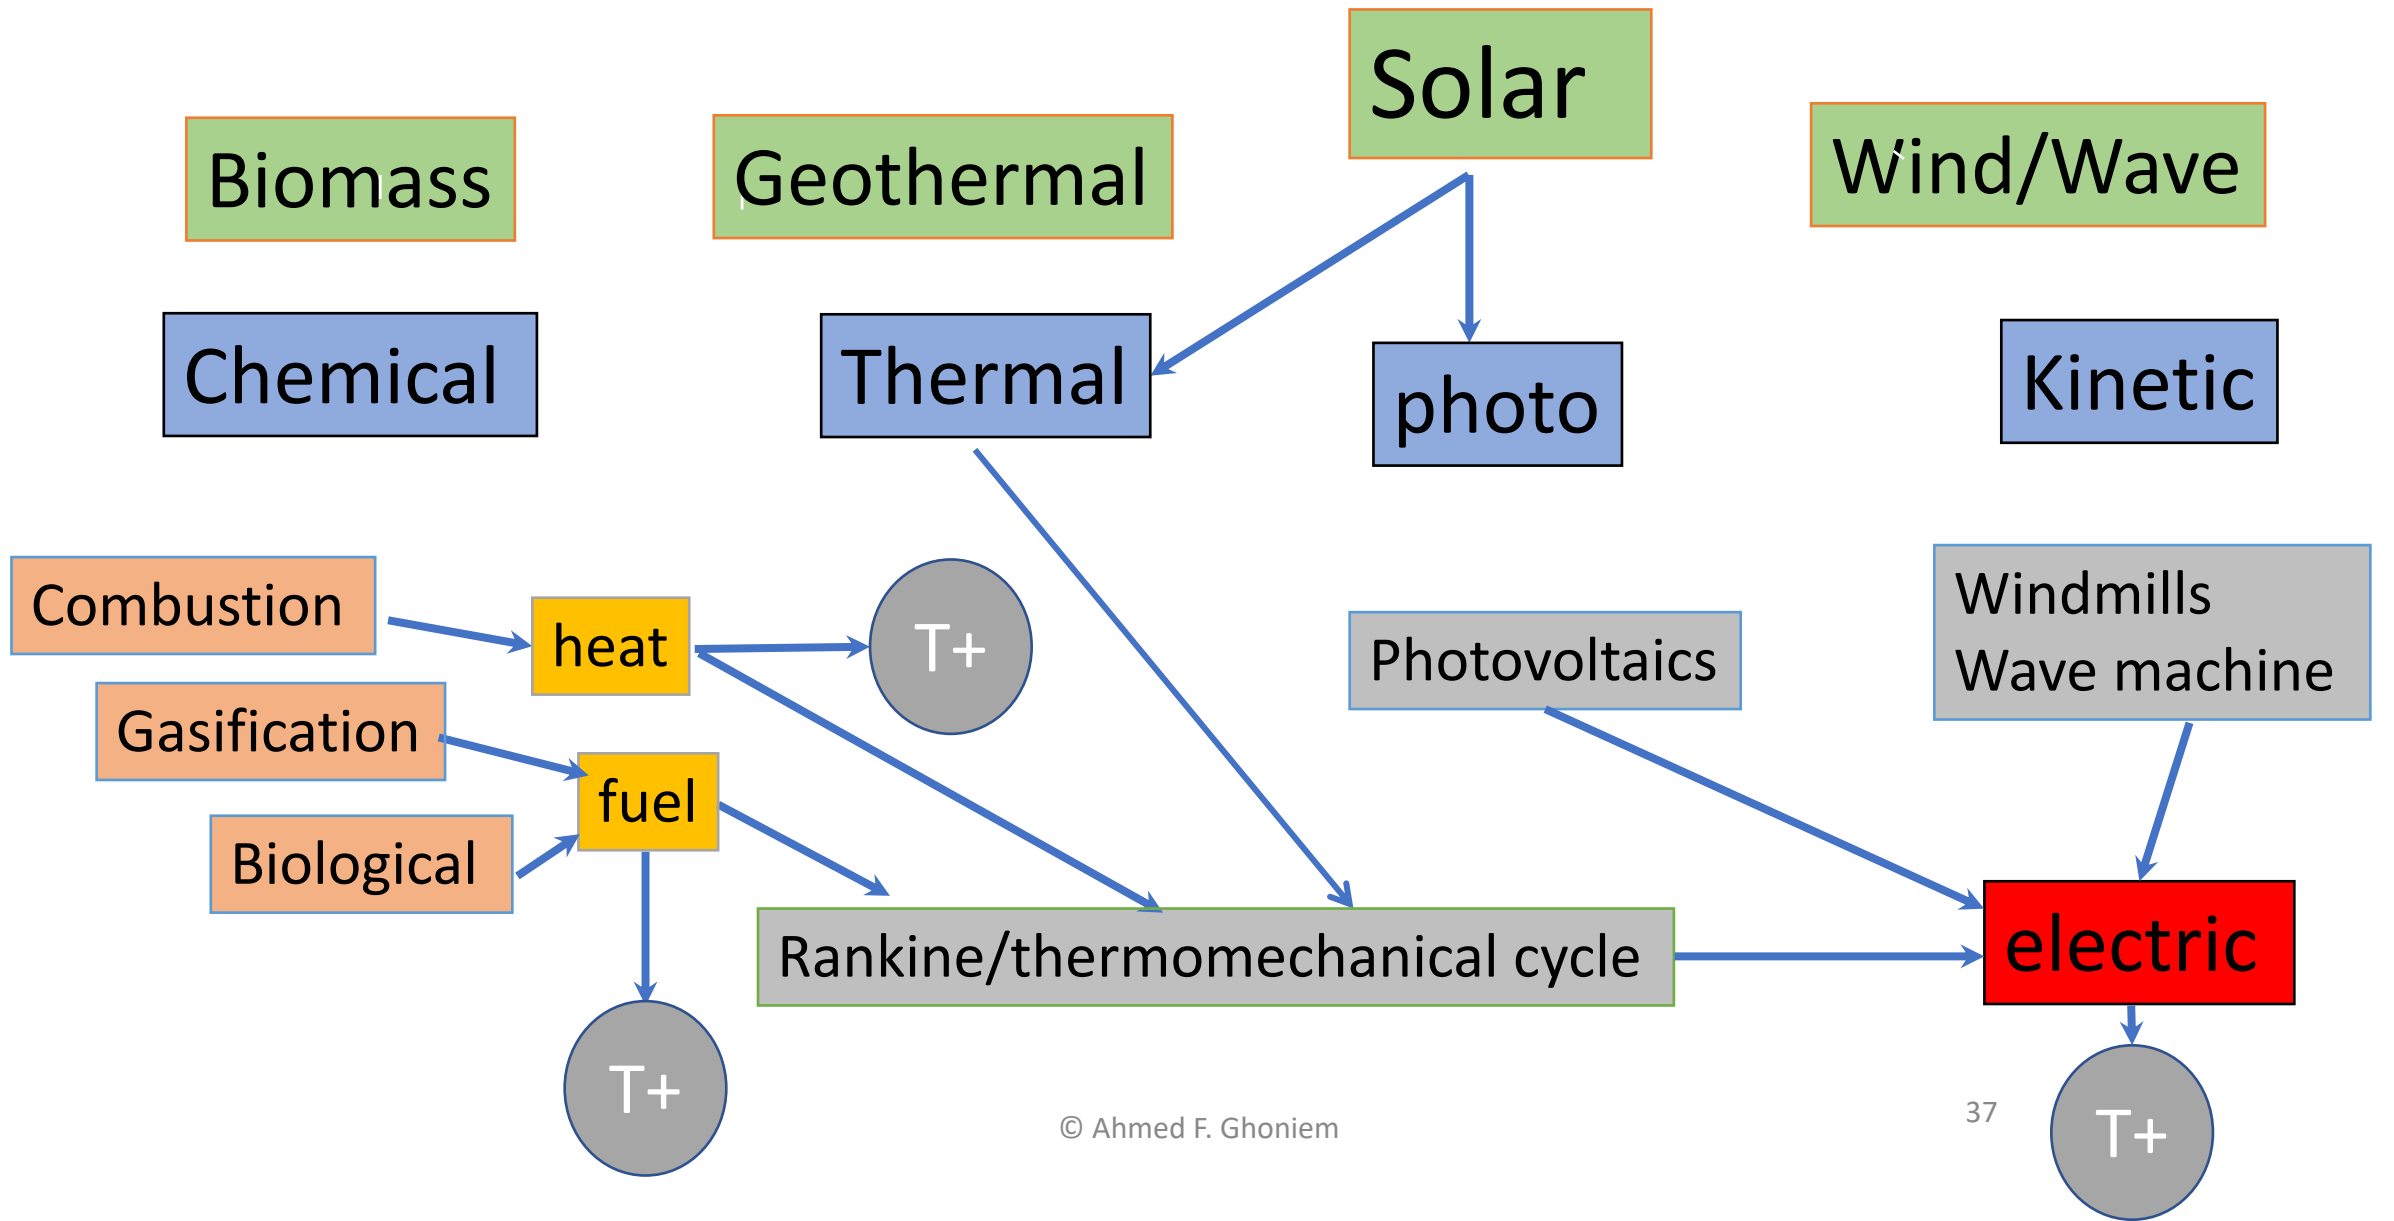 Solar
Biomass
Geothermal
Wind/Wave
Chemical
Thermal
photo
Kinetic
Combustion
heat
T+
Photovoltaics
Windmills
Wave machine
Gasification
fuel
Biological
Rankine/thermomechanical cycle
electric
T+
© Ahmed F. Ghoniem
37
T+